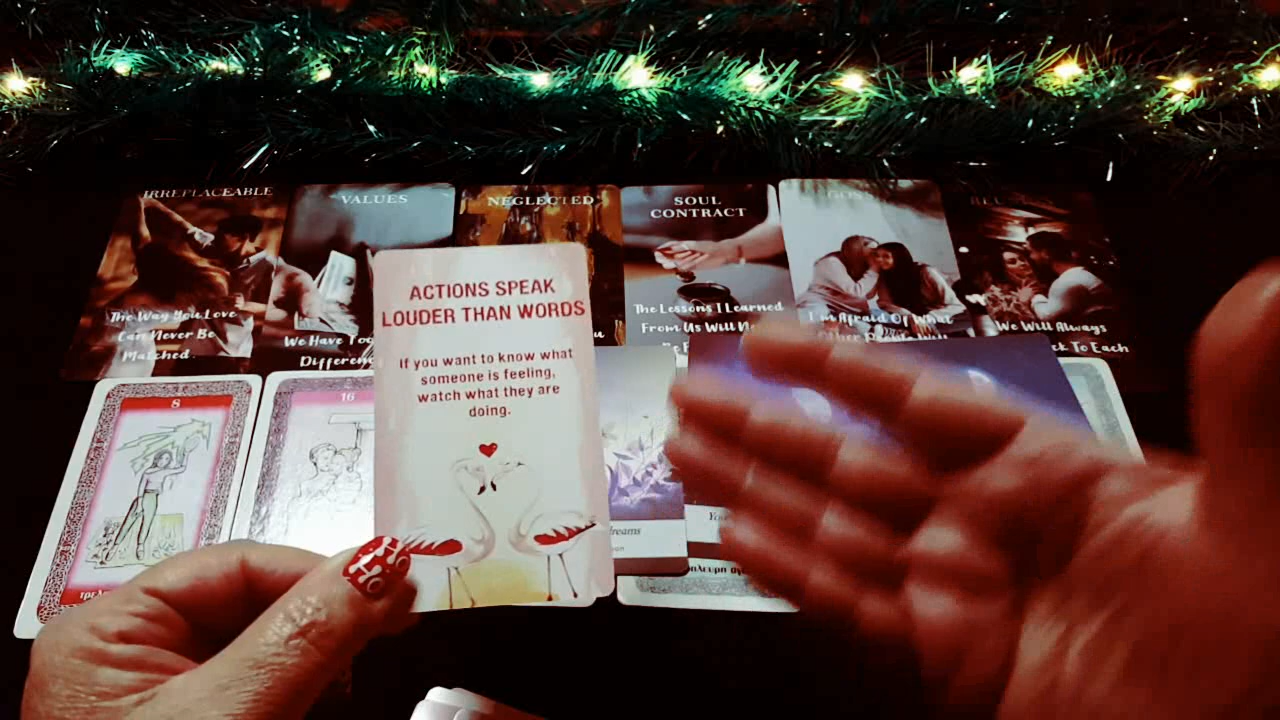 IRREPLACEABLE
The Way You Love
Can Never Be
Matched.
VALUES
We Have Too
Differen
NEGLECTED
SOUL
CONTRACT
The Lessons I Learned
From Us Will
I'm Afraid Of What
Other People Will
We Will Always
To Each
ACTIONS SPEAK
LOUDER THAN WORDS
If you want to know what
someone is feeling,
watch what they are
doing.
8
16
dreams
HO